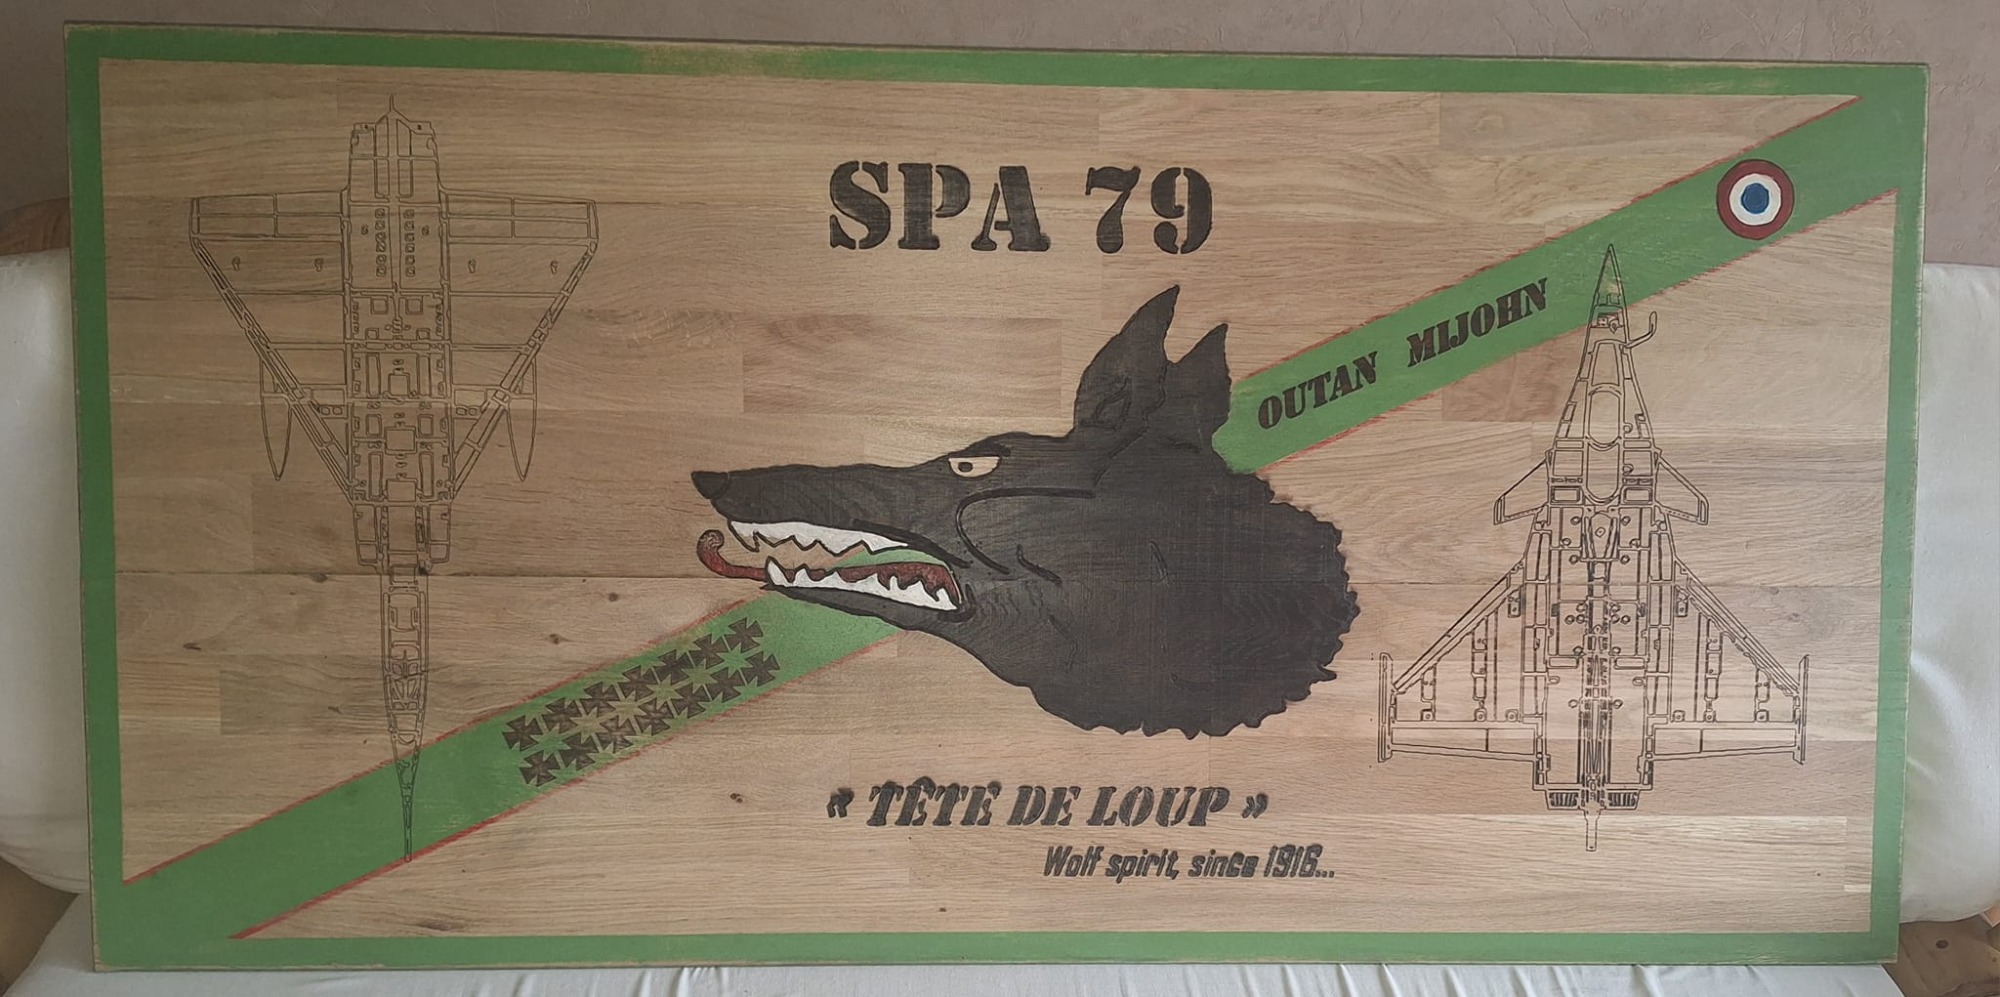 SPA 79
OUTAN MIJOHN
« TÊTE DE LOUP »
Wolf spirit, since 1916...